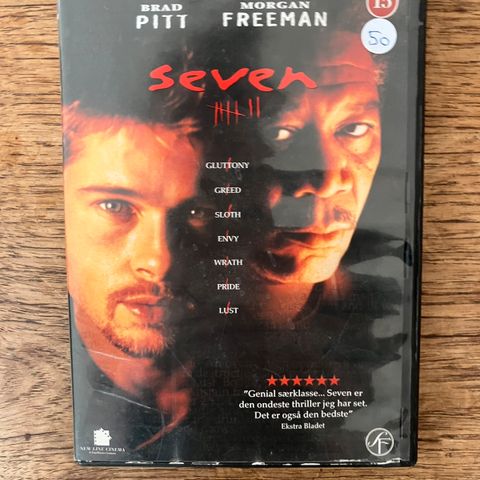 BRAD MORGAN
PITT FREEMAN
15
50
seven
GLUTTONY
GREED
SLOTH
ENVY
WRATH
PRIDE
LUST
"Genial særklasse... Seven er
den ondeste thriller jeg har set.
Det er også den bedste"
Ekstra Bladet
NEW LINE CINEMA
SF